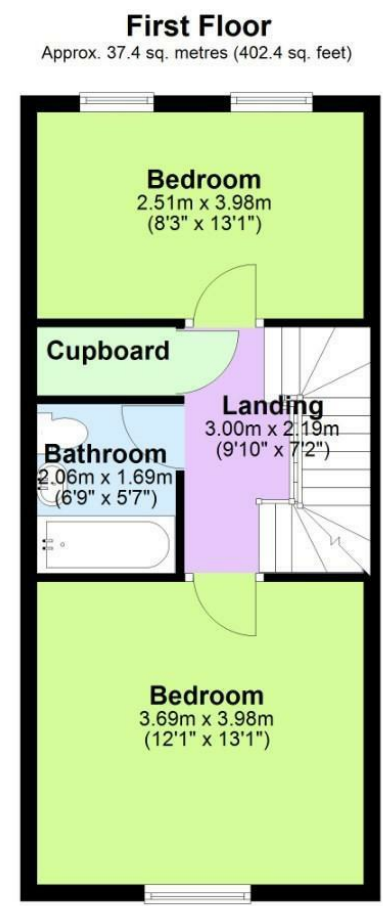 First Floor
Approx. 37.4 sq. metres (402.4 sq. feet)
Bedroom
2.51m x 3.98m
(8'3" x 13'1")
Cupboard
Landing
3.00m x 2.19m
(9'10" x 7'2")
Bathroom
2.06m x 1.69m
(6'9" x 5'7")
Bedroom
3.69m x 3.98m
(12'1" x 13'1")